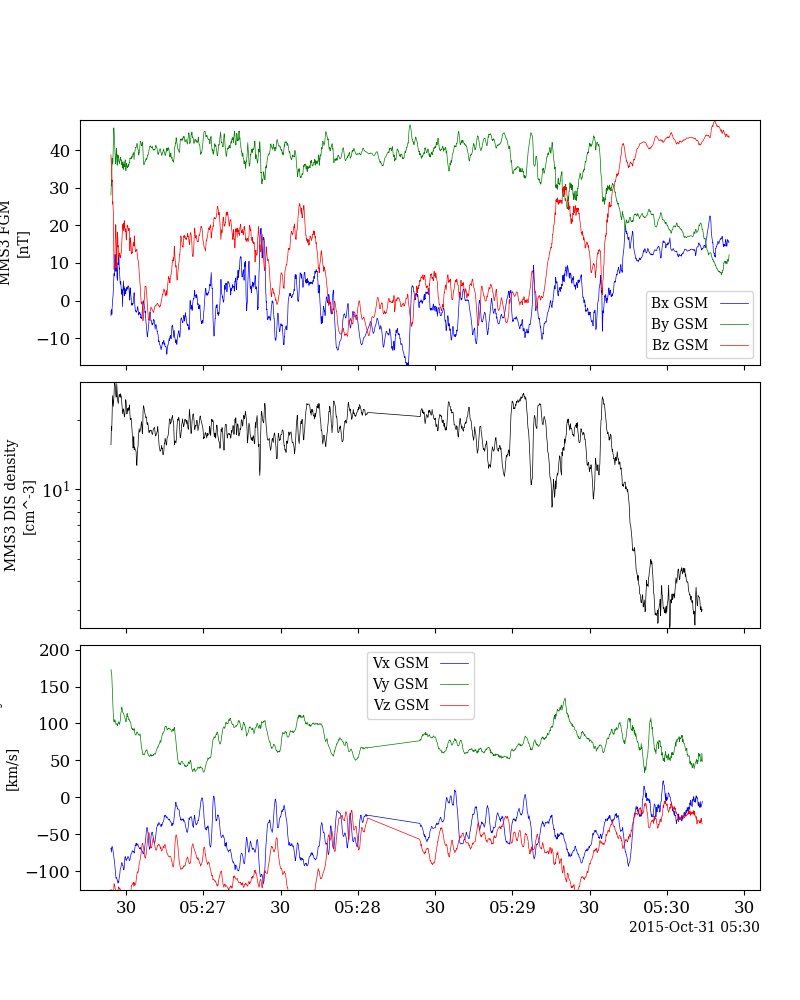 MMS3 FGM
[nT]
40
30
20
10
0
−10
Bx GSM
By GSM
Bz GSM
MMS3 DIS density
[cm^-3]
10^1
[km/s]
200
150
100
50
0
−50
−100
Vx GSM
Vy GSM
Vz GSM
30 05:27 30 05:28 30 05:29 30 05:30 30
2015-Oct-31 05:30